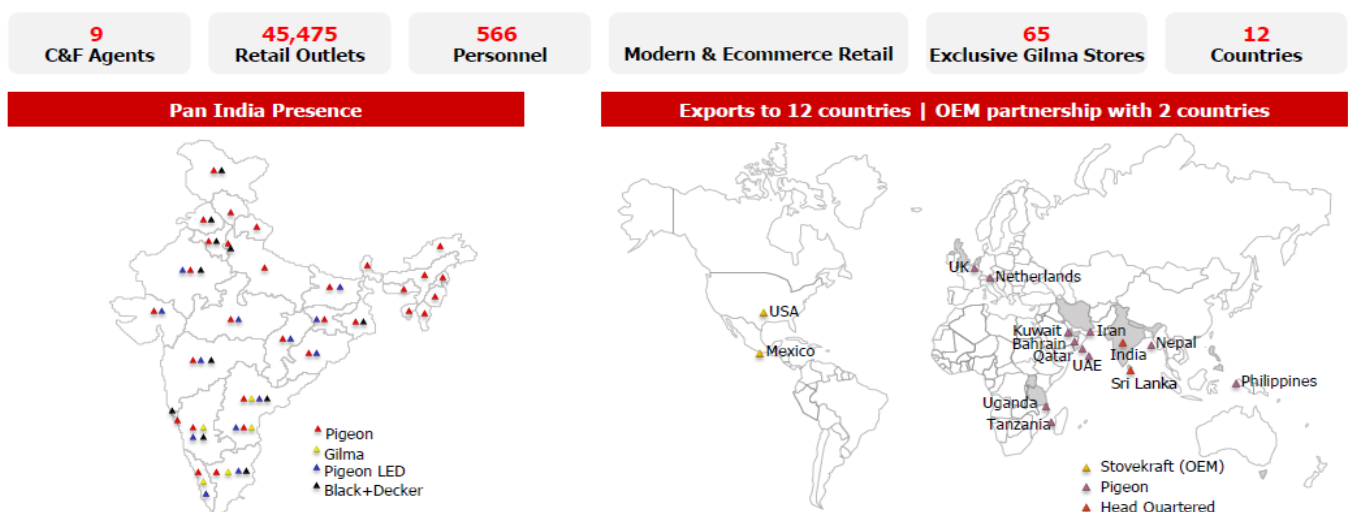 9
C&F Agents
45,475
Retail Outlets
566
Personnel
Modern & Ecommerce Retail
65
Exclusive Gilma Stores
12
Countries
Pan India Presence
Exports to 12 countries | OEM partnership with 2 countries
UK
Netherlands
USA
Mexico
Kuwait
Iran
Bahrain
Nepal
Qatar
UAE
India
Sri Lanka
Philippines
Uganda
Tanzania
Pigeon
Gilma
Pigeon LED
Black+Decker
Stovekraft (OEM)
Pigeon
Head Quartered